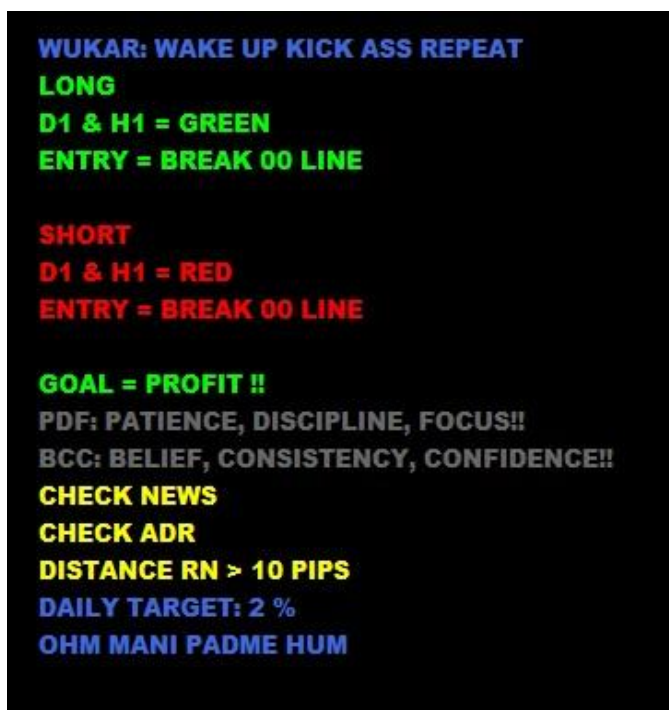 WUKAR: WAKE UP KICK ASS REPEAT
LONG
D1 & H1 = GREEN
ENTRY = BREAK 00 LINE
SHORT
D1 & H1 = RED
ENTRY = BREAK 00 LINE
GOAL = PROFIT !!
PDF: PATIENCE, DISCIPLINE, FOCUS!!
BCC: BELIEF, CONSISTENCY, CONFIDENCE!!
CHECK NEWS
CHECK ADR
DISTANCE RN > 10 PIPS
DAILY TARGET: 2 %
OHM MANI PADME HUM